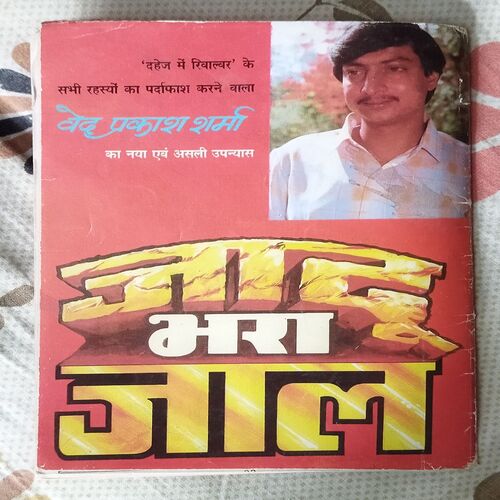 'दहेज में रिवाल्वर' के
सभी रहस्यों का पर्दाफाश करने वाला
वेद प्रकाश शर्मा
का नया एवं असली उपन्यास
जादू
भरा
जाल